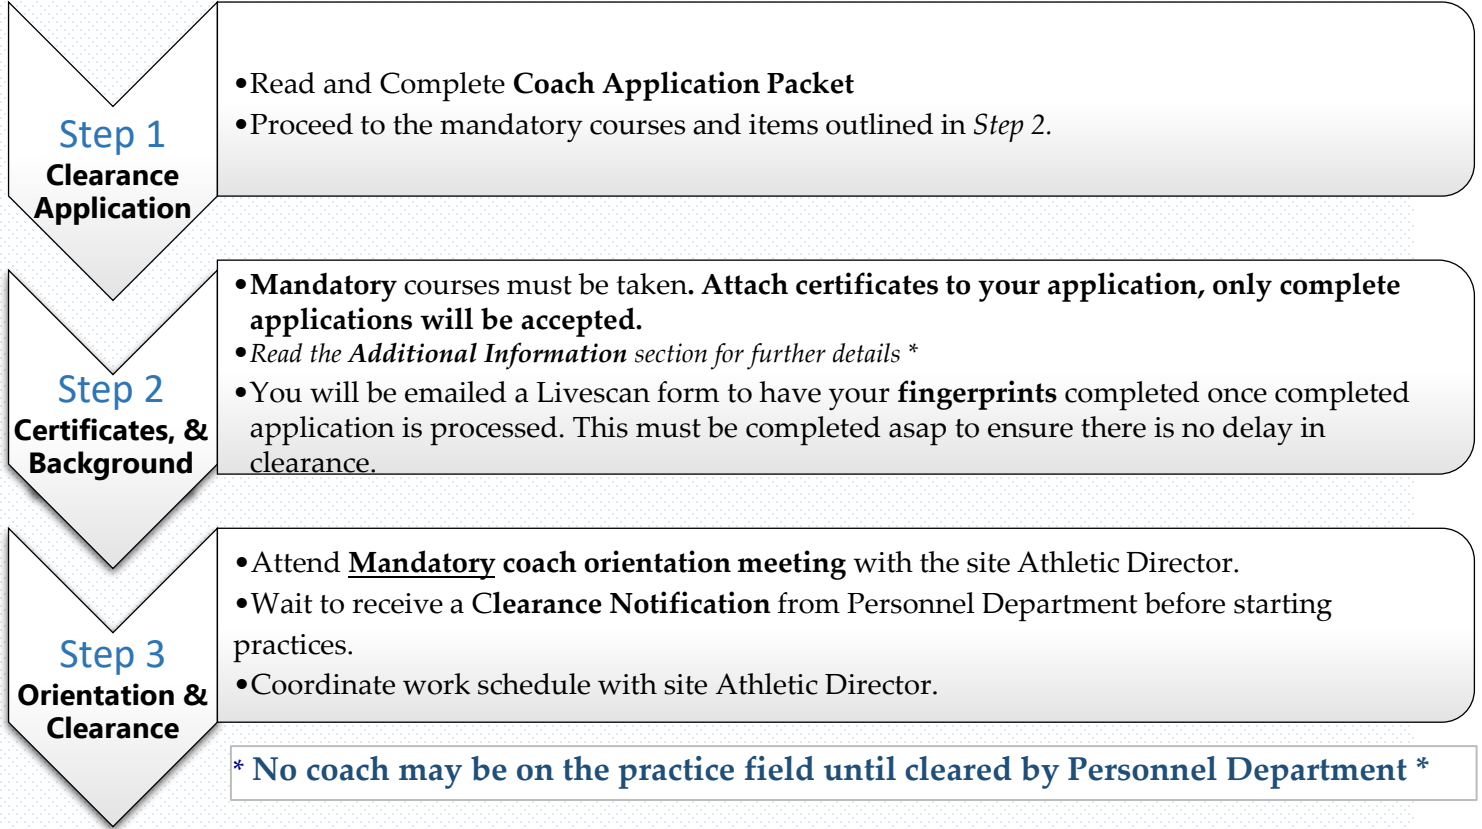 Step 1
Clearance
Application
•Read and Complete Coach Application Packet
•Proceed to the mandatory courses and items outlined in Step 2.
Step 2
Certificates, &
Background
•Mandatory courses must be taken. Attach certificates to your application, only complete
applications will be accepted.
•Read the Additional Information section for further details *
•You will be emailed a Livescan form to have your fingerprints completed once completed
application is processed. This must be completed asap to ensure there is no delay in
clearance.
Step 3
Orientation &
Clearance
•Attend Mandatory coach orientation meeting with the site Athletic Director.
•Wait to receive a Clearance Notification from Personnel Department before starting
practices.
•Coordinate work schedule with site Athletic Director.
* No coach may be on the practice field until cleared by Personnel Department *